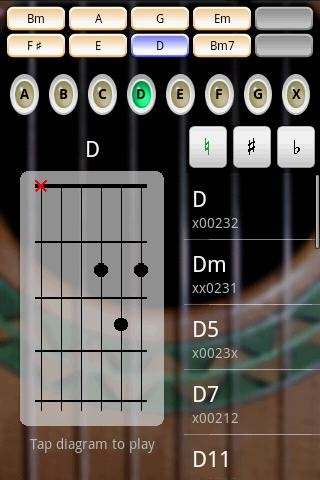 Bm A G Em
F♯ E D Bm7
A B C D E F G X
D
♮ ♯ ♭
x
D
x00232
Dm
xx0231
D5
x0023x
D7
x00212
D11
Tap diagram to play